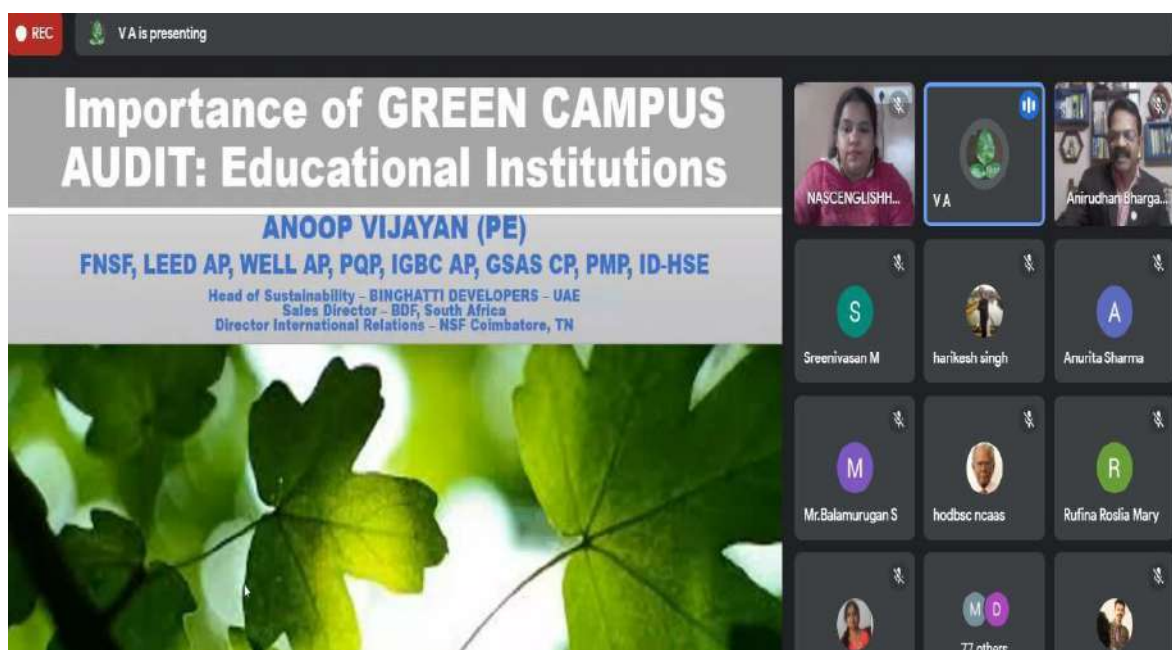 REC
V A is presenting
Importance of GREEN CAMPUS
AUDIT: Educational Institutions
ANOOP VIJAYAN (PE)
FNSF, LEED AP, WELL AP, PQP, IGBC AP, GSAS CP, PMP, ID-HSE
Head of Sustainability – BINGHATTI DEVELOPERS – UAE
Sales Director – BDF, South Africa
Director International Relations – NSF Coimbatore, TN
NASCENGLISHH...
V A
Anirudhan Bharga...
S
Sreenivasan M
harikesh singh
A
Anurita Sharma
M
Mr.Balamurugan S
hodbsc ncaas
R
Rufina Roslia Mary
M D
77 others